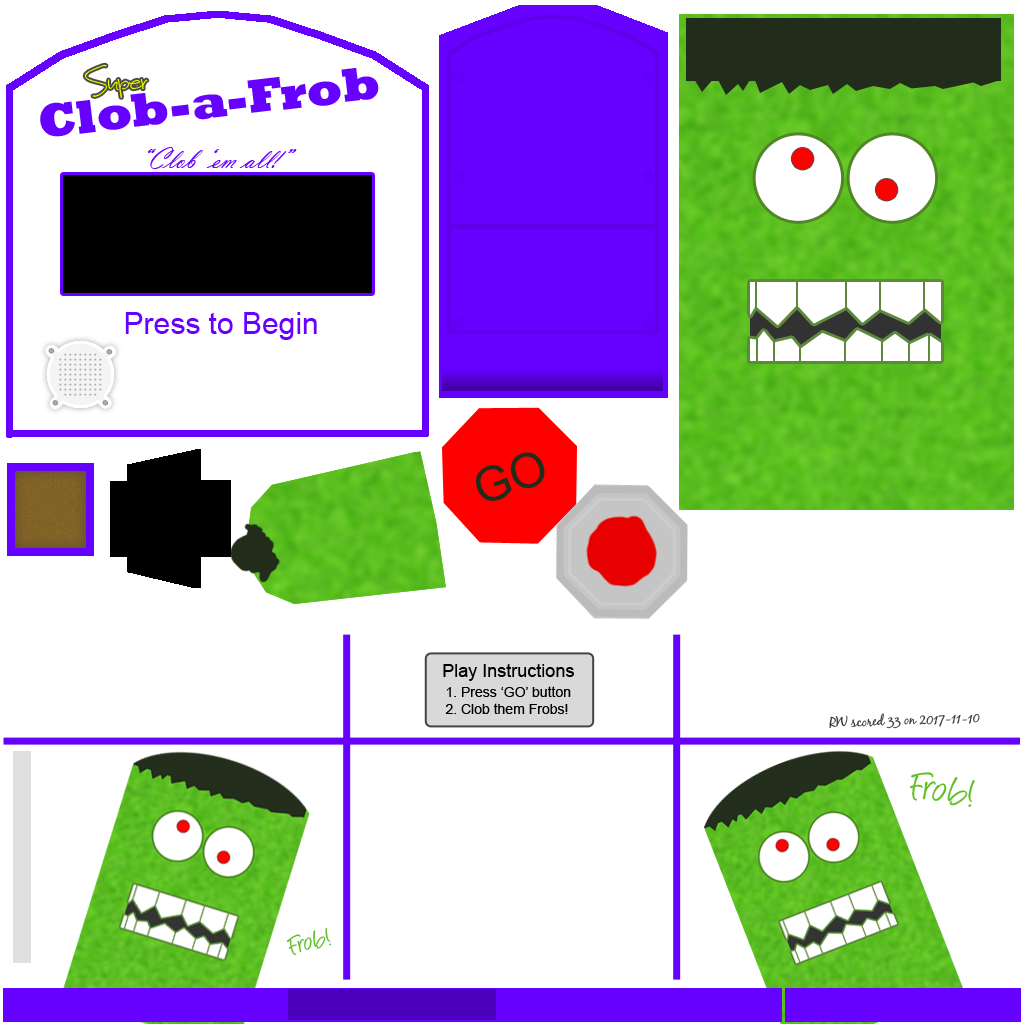 Super
Clob-a-Frob
“Clob ‘em all!”
Press to Begin
GO
Play Instructions
1. Press ‘GO’ button
2. Clob them Frobs!
RW scored 33 on 2017-11-10
Frob!
Frob!